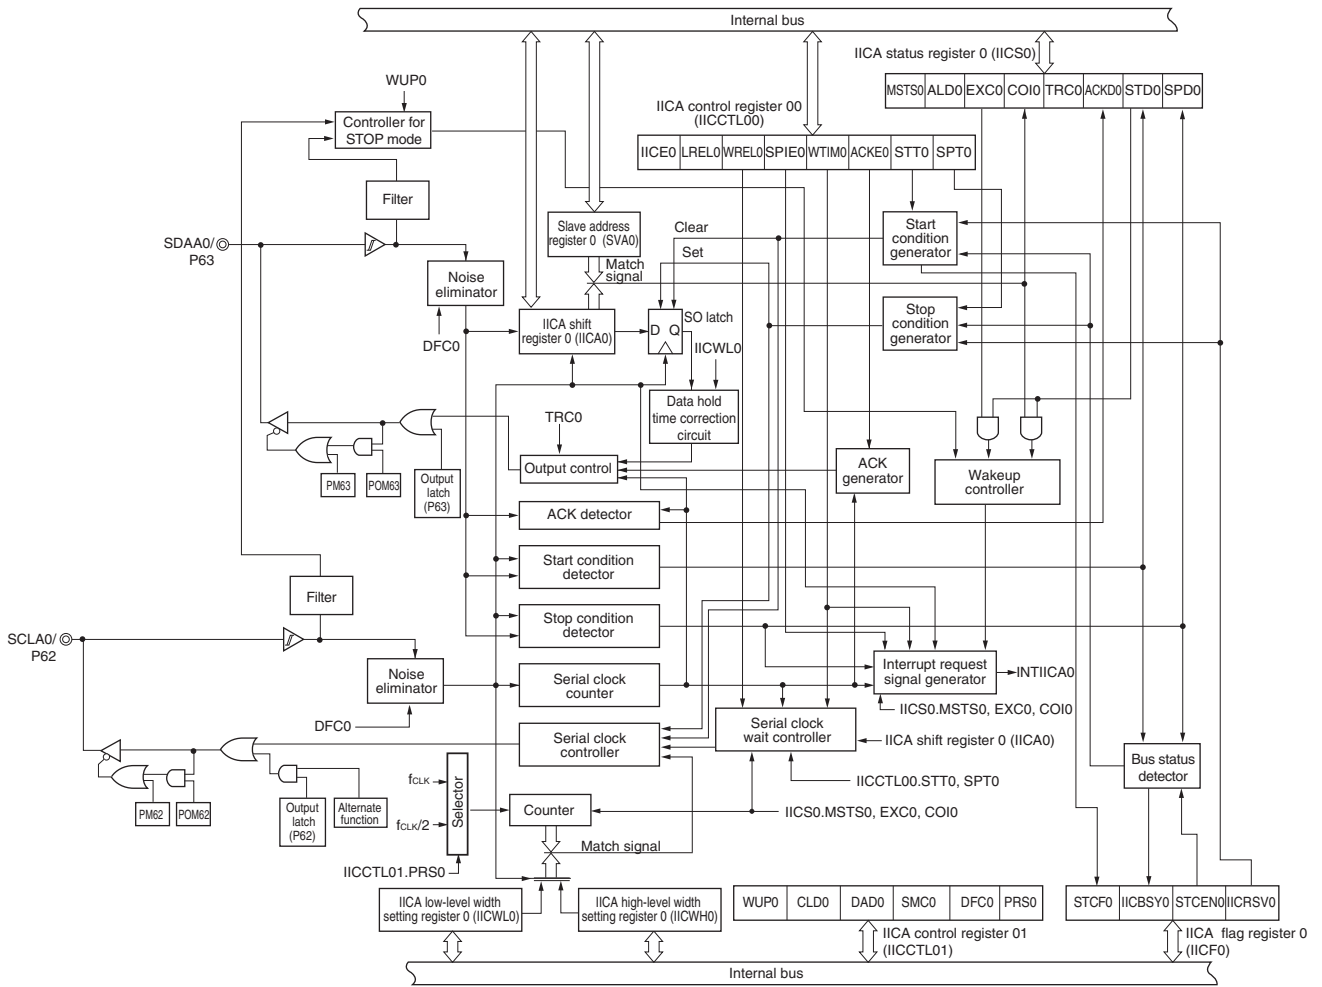 Internal bus
IICA status register 0 (IICS0)
MSTS0 ALD0 EXC0 COI0 TRC0 ACKD0 STD0 SPD0
WUP0
IICA control register 00
(IICCTL00)
Controller for
STOP mode
IICE0 LREL0 WREL0 SPIE0 WTIM0 ACKE0 STT0 SPT0
Filter
Slave address
register 0 (SVA0)
Clear
Start
condition
generator
SDAA0/
P63
Set
Match
signal
Noise
eliminator
Stop
condition
generator
IICA shift
register 0 (IICA0)
SO latch
D Q
DFC0
IICWL0
Data hold
time correction
circuit
TRC0
Output control
ACK
generator
Wakeup
controller
PM63
POM63
Output
latch
(P63)
ACK detector
Start condition
detector
Filter
Stop condition
detector
SCLA0/
P62
Noise
eliminator
Serial clock
counter
Interrupt request
signal generator
INTIICA0
IICS0.MSTS0, EXC0, COI0
DFC0
Serial clock
controller
Serial clock
wait controller
IICA shift register 0 (IICA0)
Bus status
detector
fCLK
Selector
IICCTL00.STT0, SPT0
PM62
POM62
Output
latch
(P62)
Alternate
function
fCLK/2
Counter
IICS0.MSTS0, EXC0, COI0
Match signal
IICCTL01.PRS0
IICA low-level width
setting register 0 (IICWL0)
IICA high-level width
setting register 0 (IICWH0)
WUP0 CLD0 DAD0 SMC0 DFC0 PRS0
STCF0 IICBSY0 STCEN0 IICRSV0
IICA control register 01
(IICCTL01)
IICA flag register 0
(IICF0)
Internal bus